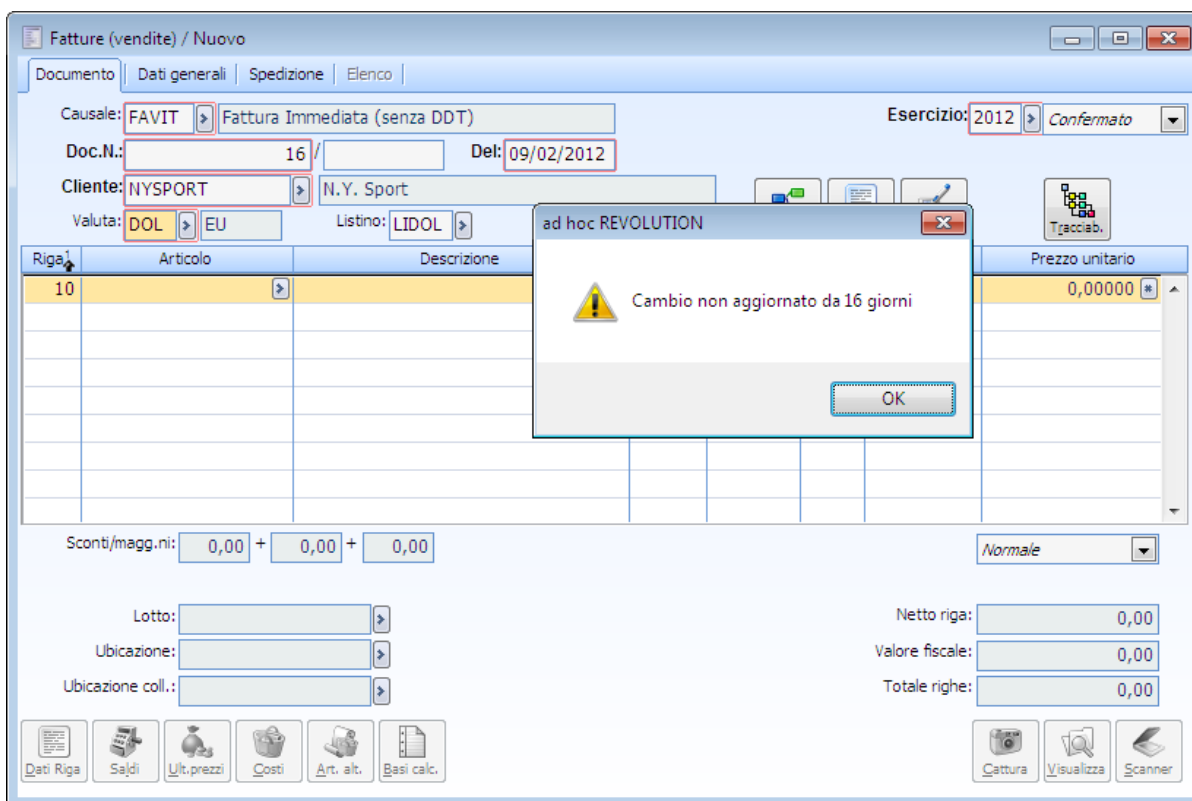 Fatture (vendite) / Nuovo
Documento Dati generali Spedizione Elenco
Causale: FAVIT Fattura Immediata (senza DDT) Esercizio: 2012 Confermato
Doc.N.: 16 / Del: 09/02/2012
Cliente: NYSPORT N.Y. Sport
Valuta: DOL EU Listino: LIDOL
Tracciab.
ad hoc REVOLUTION
Cambio non aggiornato da 16 giorni
OK
Riga Articolo Descrizione Prezzo unitario
10 0,00000
Sconti/magg.ni: 0,00 + 0,00 + 0,00 Normale
Lotto: Netto riga: 0,00
Ubicazione: Valore fiscale: 0,00
Ubicazione coll.: Totale righe: 0,00
Dati Riga Saldi Ult.prezzi Costi Art. alt. Basi calc. Cattura Visualizza Scanner